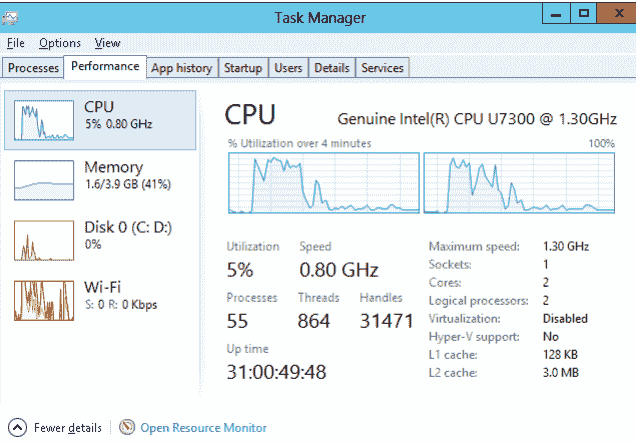 Task Manager
File Options View
Processes Performance App history Startup Users Details Services
CPU
5% 0.80 GHz
Memory
1.6/3.9 GB (41%)
Disk 0 (C: D:)
0%
Wi-Fi
S: 0 R: 0 Kbps
CPU Genuine Intel(R) CPU U7300 @ 1.30GHz
% Utilization over 4 minutes 100%
Utilization Speed
5% 0.80 GHz
Processes Threads Handles
55 864 31471
Up time
31:00:49:48
Maximum speed: 1.30 GHz
Sockets: 1
Cores: 2
Logical processors: 2
Virtualization: Disabled
Hyper-V support: No
L1 cache: 128 KB
L2 cache: 3.0 MB
Fewer details Open Resource Monitor